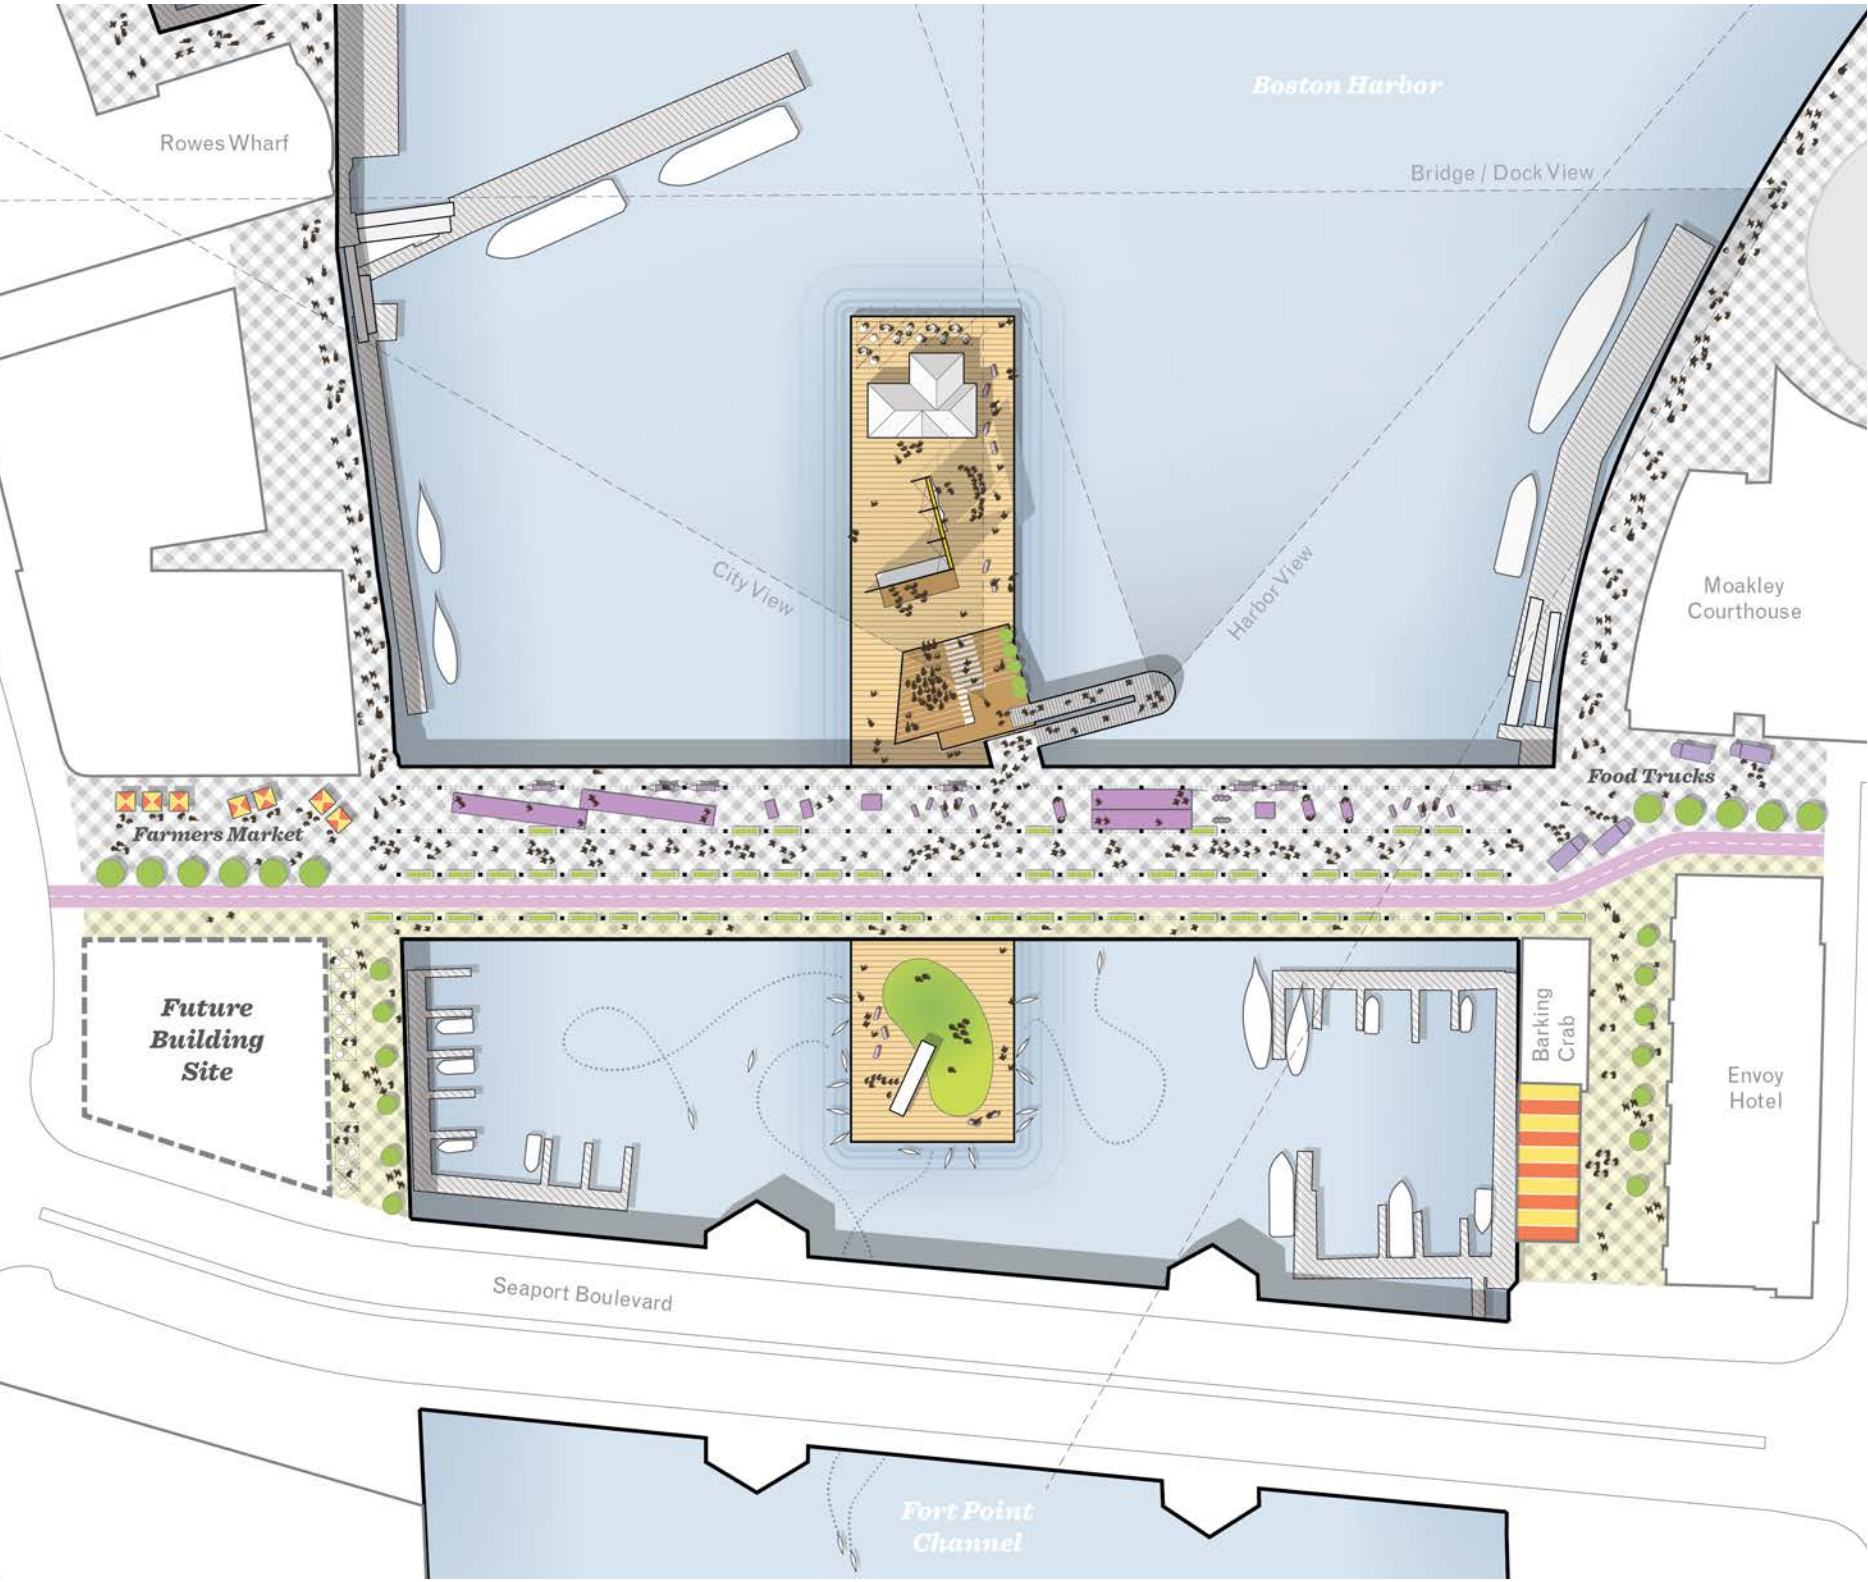 Boston Harbor
Rowes Wharf
Bridge / Dock View
City View
Harbor View
Moakley
Courthouse
Food Trucks
Farmers Market
Future
Building
Site
Barking
Crab
Envoy
Hotel
Seaport Boulevard
Fort Point
Channel